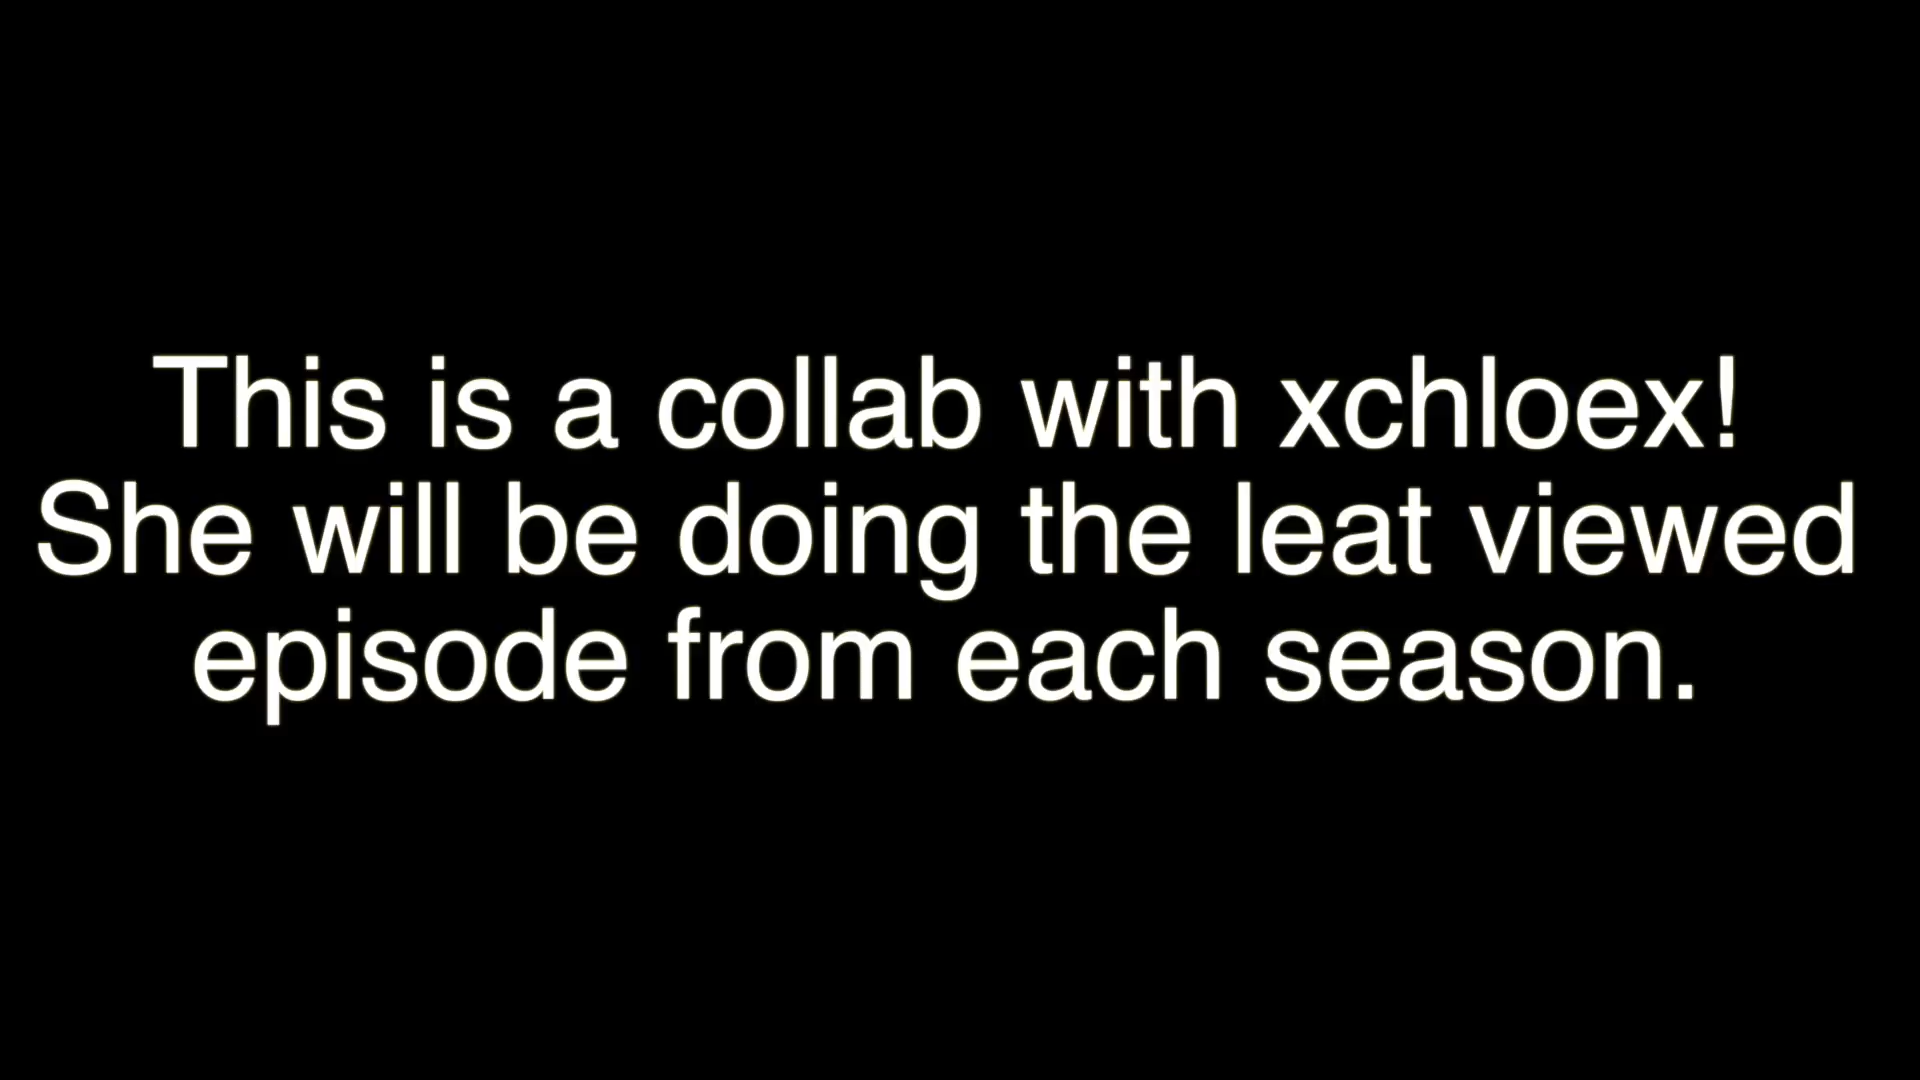 This is a collab with xchloex!
She will be doing the leat viewed
episode from each season.